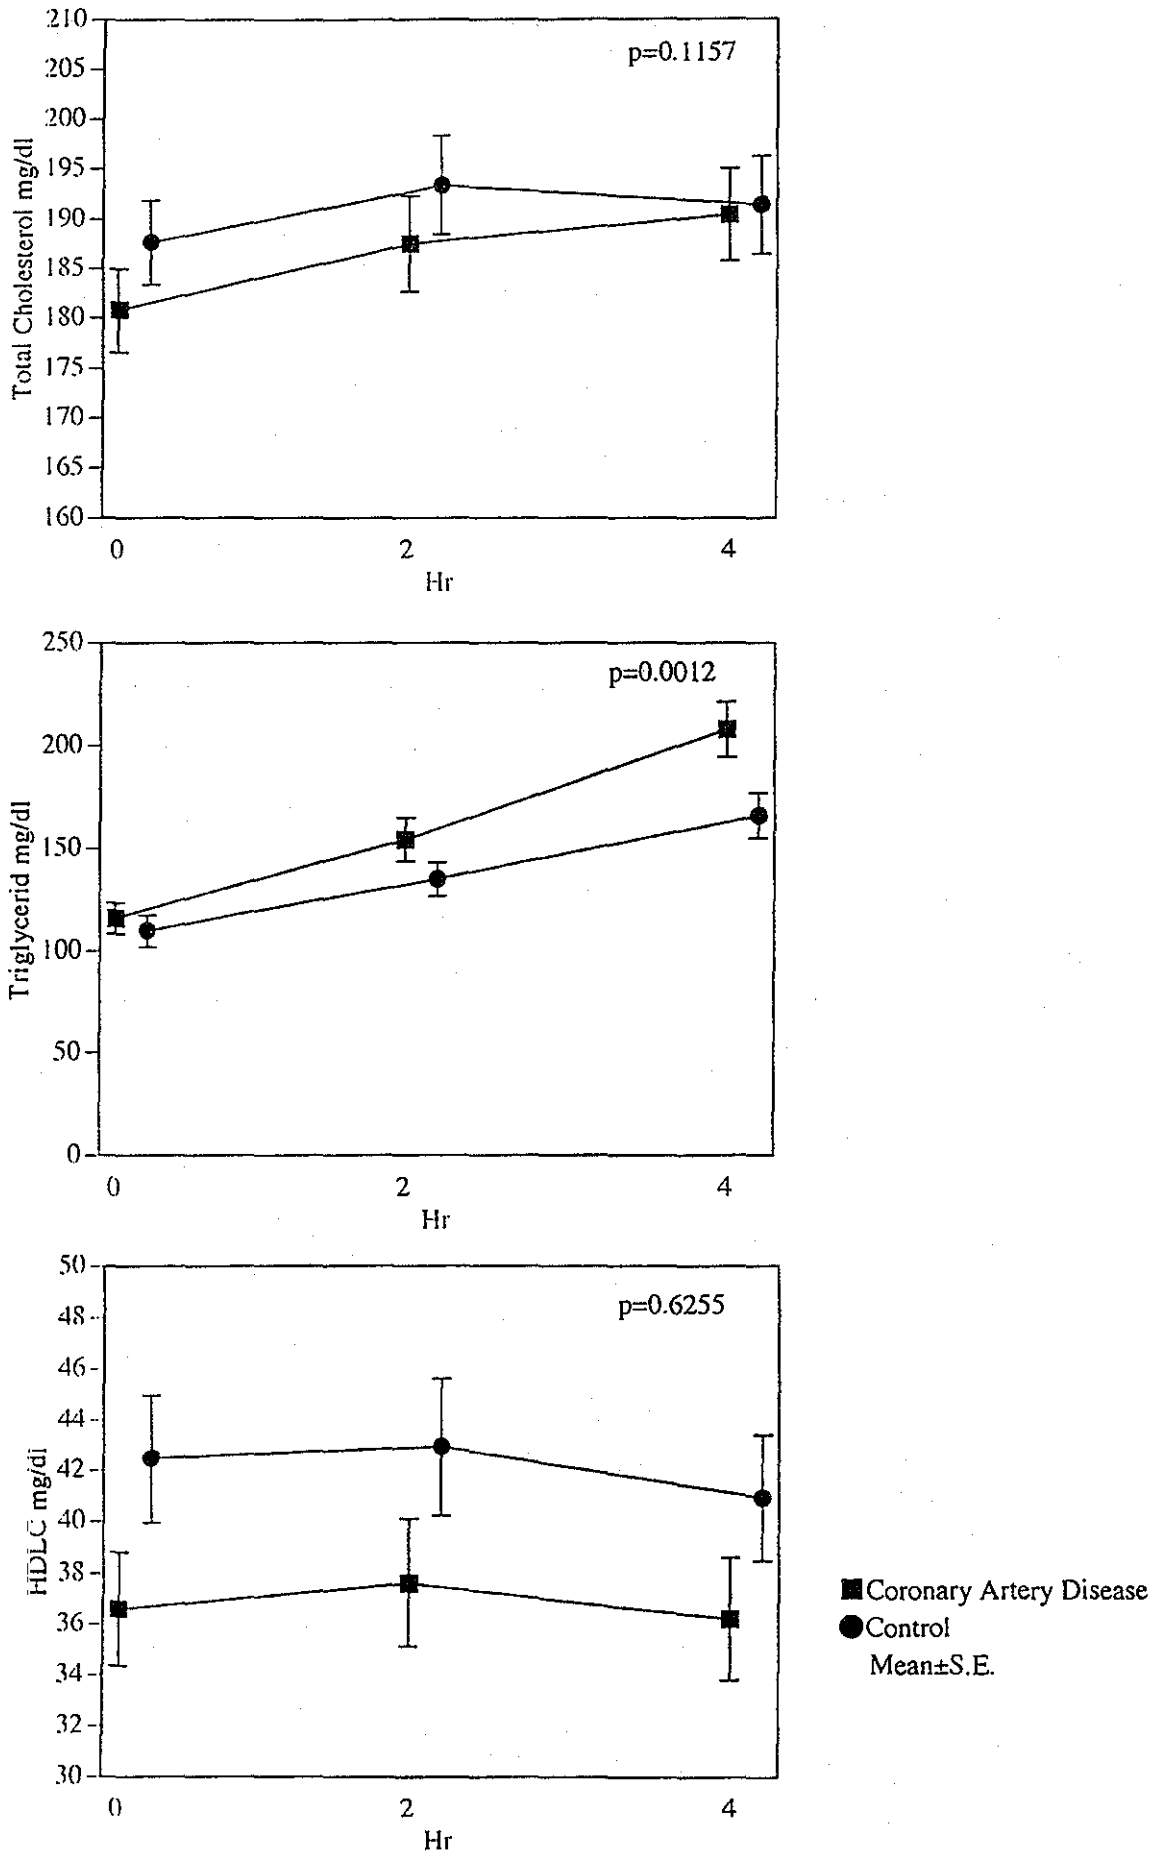 210
p=0.1157
205
200
195
190
185
180
175
170
165
160
Total Cholesterol mg/dl
0 2 4
Hr
250
p=0.0012
200
150
100
50
0
Triglycerid mg/dl
0 2 4
Hr
50
p=0.6255
48
46
44
42
40
38
36
34
32
30
HDLC mg/dl
0 2 4
Hr
Coronary Artery Disease
Control
Mean±S.E.